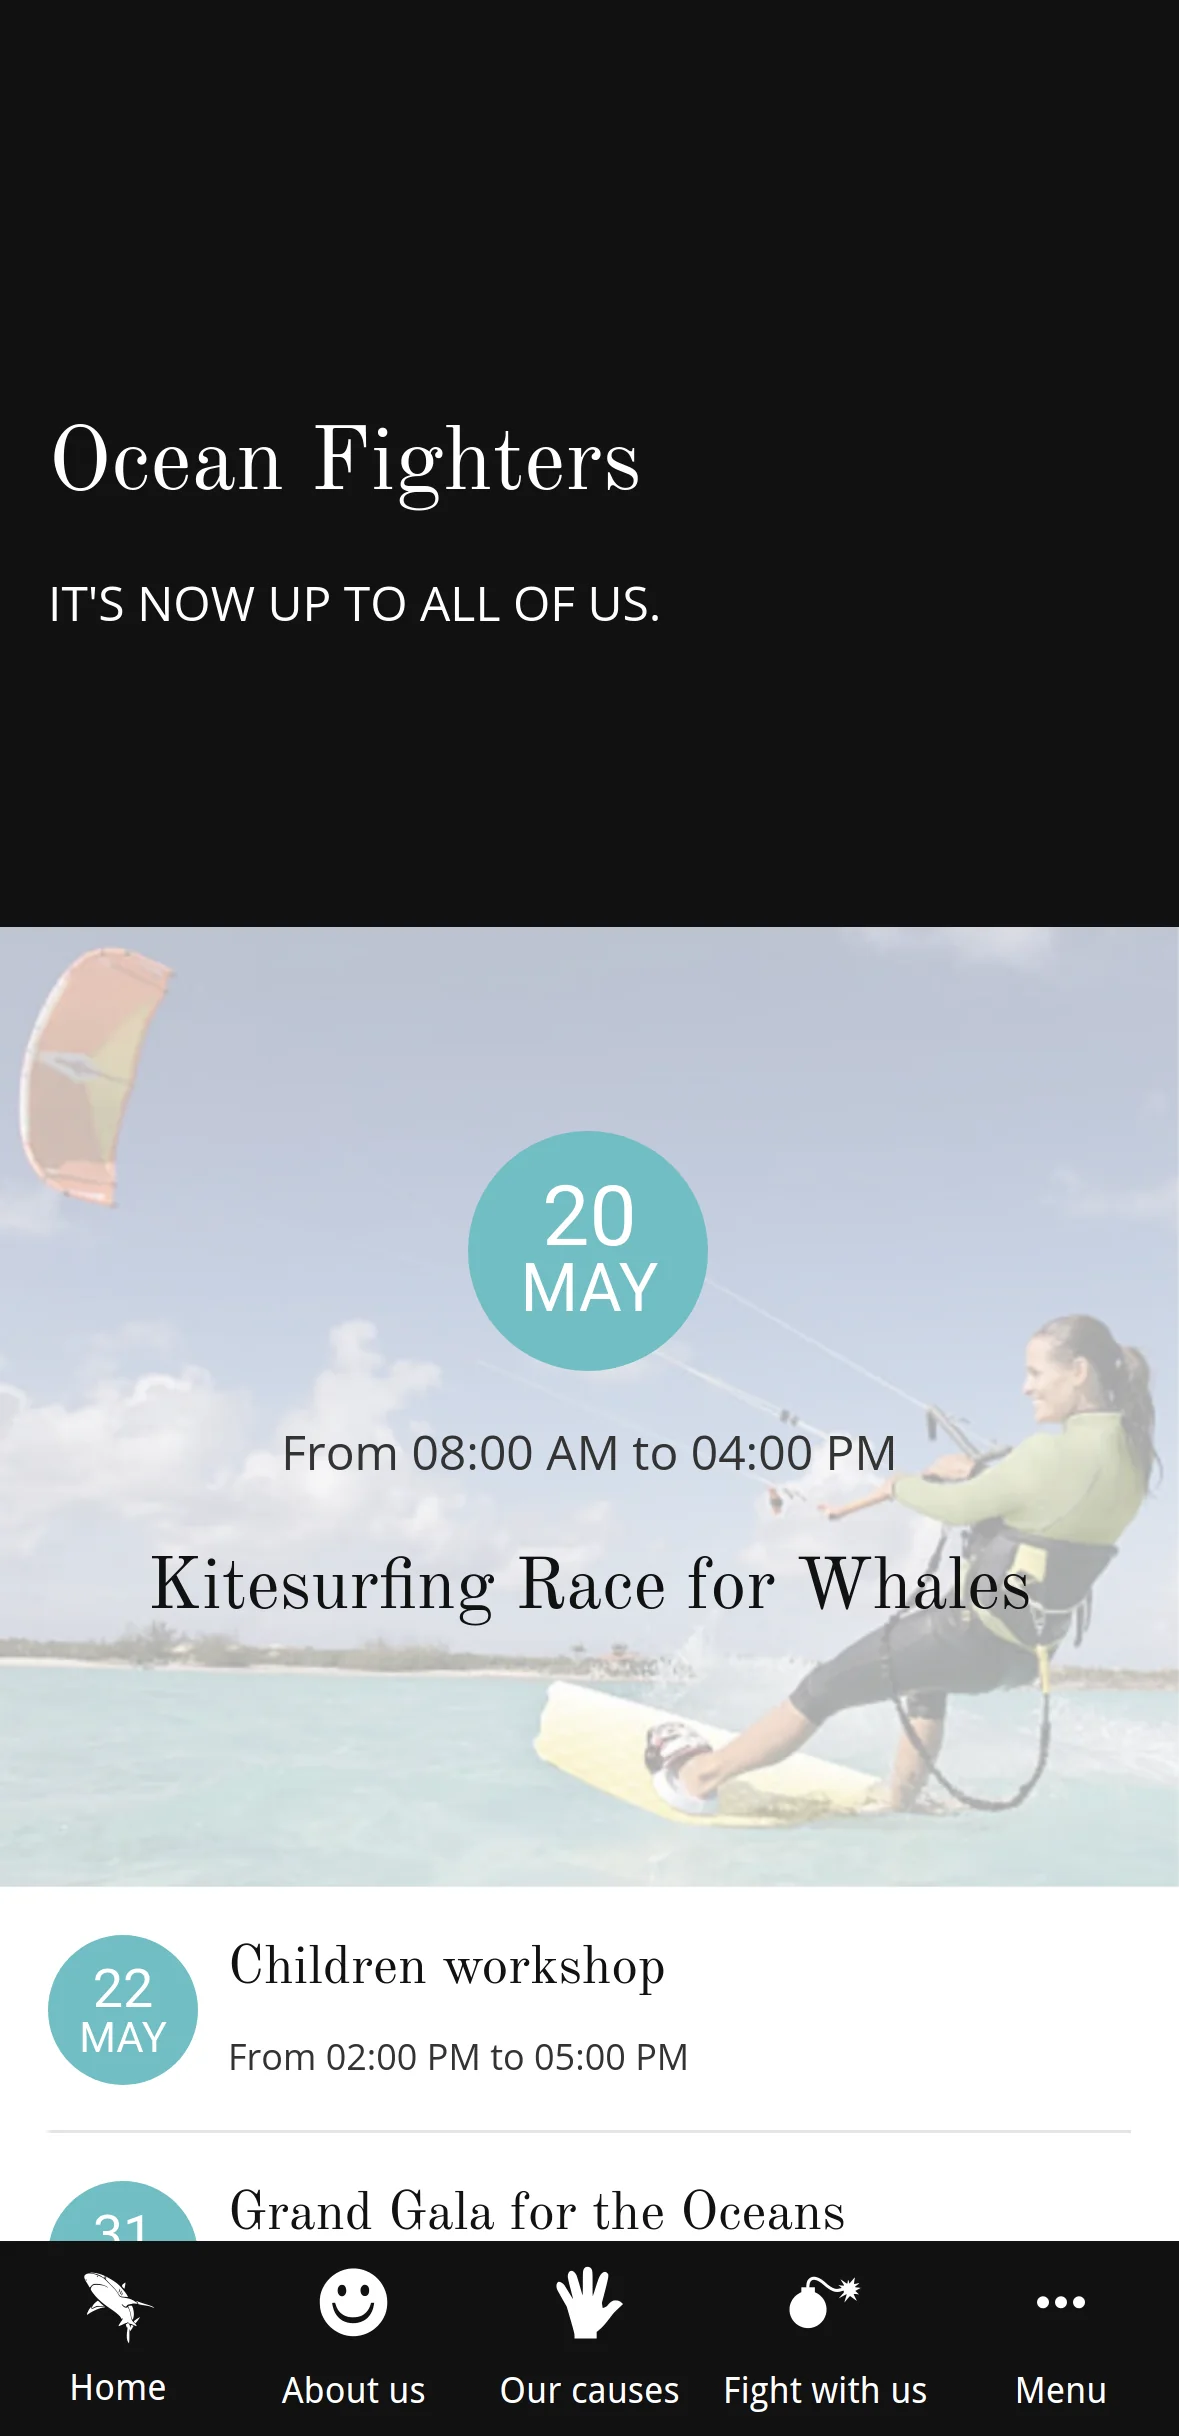 Ocean Fighters
IT'S NOW UP TO ALL OF US.
20
MAY
From 08:00 AM to 04:00 PM
Kitesurfing Race for Whales
22
MAY
Children workshop
From 02:00 PM to 05:00 PM
31
Grand Gala for the Oceans
Home
About us
Our causes
Fight with us
Menu